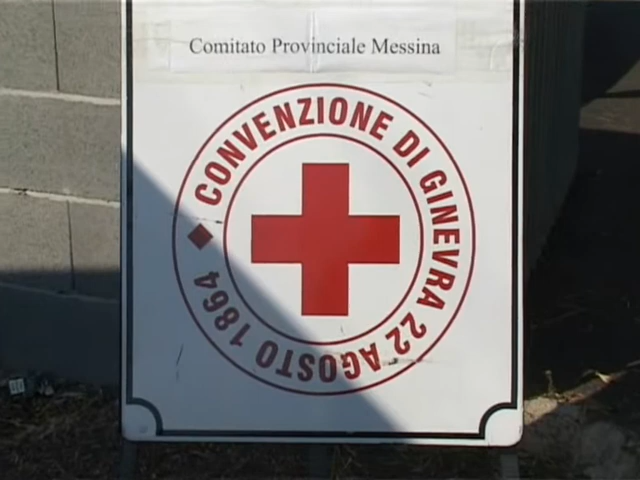 Comitato Provinciale Messina
CONVENZIONE DI GINEVRA 22 AGOSTO 1864